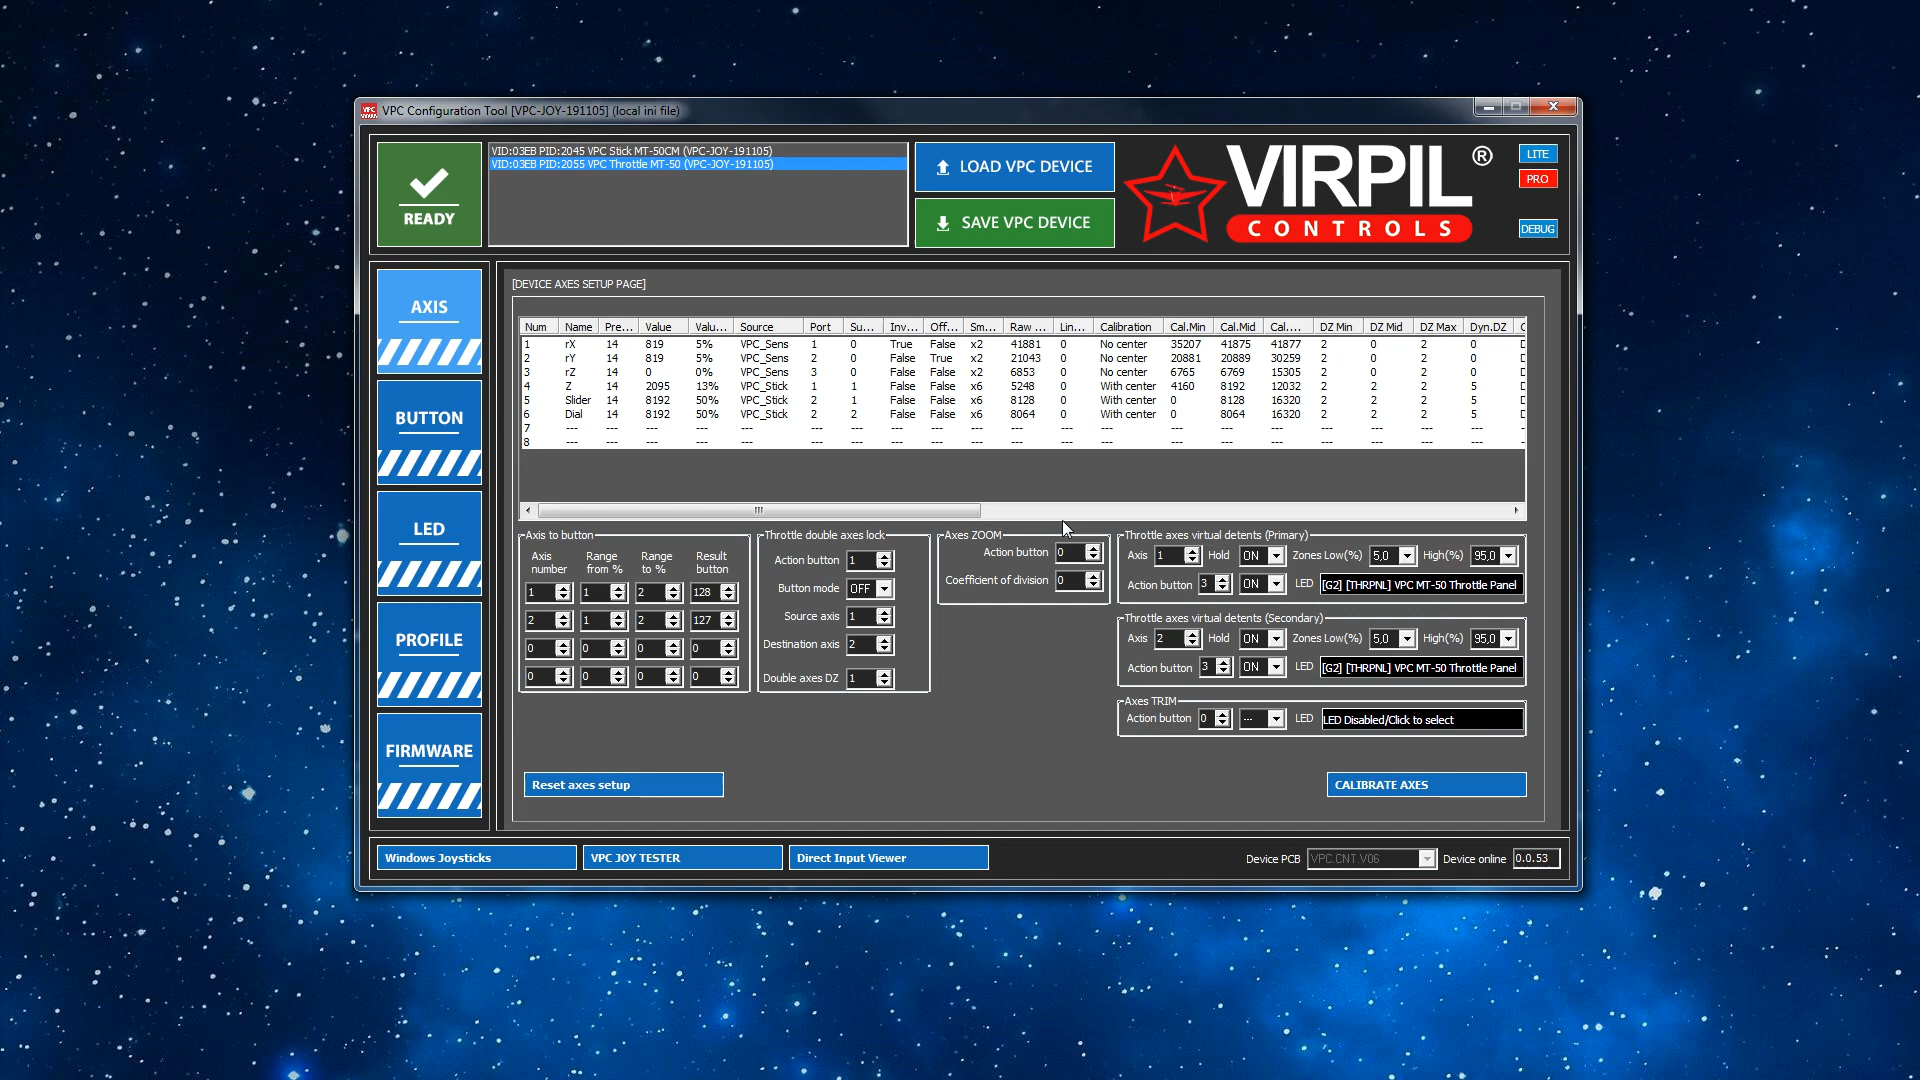 VPC Configuration Tool [VPC-JOY-191105] (local ini file)
READY
VID:03EB PID:2045 VPC Stick MT-50CM (VPC-JOY-191105)
VID:03EB PID:2055 VPC Throttle MT-50 (VPC-JOY-191105)
LOAD VPC DEVICE
SAVE VPC DEVICE
VIRPIL ®
CONTROLS
LITE
PRO
DEBUG
AXIS
BUTTON
LED
PROFILE
FIRMWARE
[DEVICE AXES SETUP PAGE]
Num Name Pre... Value Valu... Source Port Su... Inv... Off... Sm... Raw ... Lin... Calibration Cal.Min Cal.Mid Cal.... DZ Min DZ Mid DZ Max Dyn.DZ
1 rX 14 819 5% VPC_Sens 1 0 True False x2 41881 0 No center 35207 41875 41877 2 0 2 0
2 rY 14 819 5% VPC_Sens 2 0 False True x2 21043 0 No center 20881 20889 30259 2 0 2 0
3 rZ 14 0 0% VPC_Sens 3 0 False False x2 6853 0 No center 6765 6769 15305 2 0 2 0
4 Z 14 2095 13% VPC_Stick 1 1 False False x6 5248 0 With center 4160 8192 12032 2 2 2 5
5 Slider 14 8192 50% VPC_Stick 2 1 False False x6 8128 0 With center 0 8128 16320 2 2 2 5
6 Dial 14 8192 50% VPC_Stick 2 2 False False x6 8064 0 With center 0 8064 16320 2 2 2 5
7 --- --- --- --- --- --- --- --- --- --- --- --- --- --- --- --- --- --- --- ---
8 --- --- --- --- --- --- --- --- --- --- --- --- --- --- --- --- --- --- --- ---
Axis to button
Axis number Range from % Range to % Result button
1 1 2 128
2 1 2 127
0 0 0 0
0 0 0 0
Throttle double axes lock
Action button 1
Button mode OFF
Source axis 1
Destination axis 2
Double axes DZ 1
Axes ZOOM
Action button 0
Coefficient of division 0
Throttle axes virtual detents (Primary)
Axis 1 Hold ON Zones Low(%) 5,0 High(%) 95,0
Action button 3 ON LED [G2] [THRPNL] VPC MT-50 Throttle Panel
Throttle axes virtual detents (Secondary)
Axis 2 Hold ON Zones Low(%) 5,0 High(%) 95,0
Action button 3 ON LED [G2] [THRPNL] VPC MT-50 Throttle Panel
Axes TRIM
Action button 0 --- LED LED Disabled/Click to select
Reset axes setup
CALIBRATE AXES
Windows Joysticks
VPC JOY TESTER
Direct Input Viewer
Device PCB VPC.CNT.V06 Device online 0.0.53